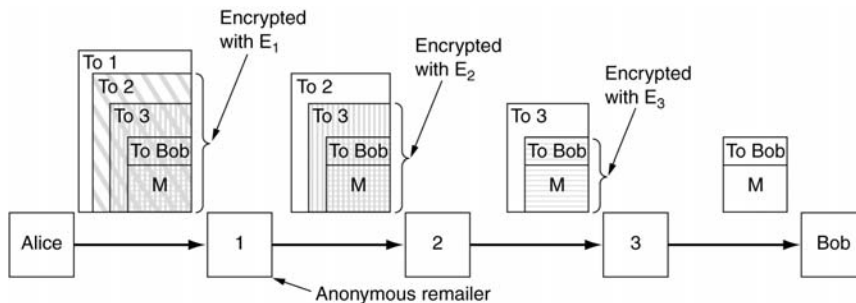 Encrypted
with E1
Encrypted
with E2
Encrypted
with E3
To 1
To 2
To 3
To Bob
M
To 2
To 3
To Bob
M
To 3
To Bob
M
To Bob
M
Alice
1
2
3
Bob
Anonymous remailer